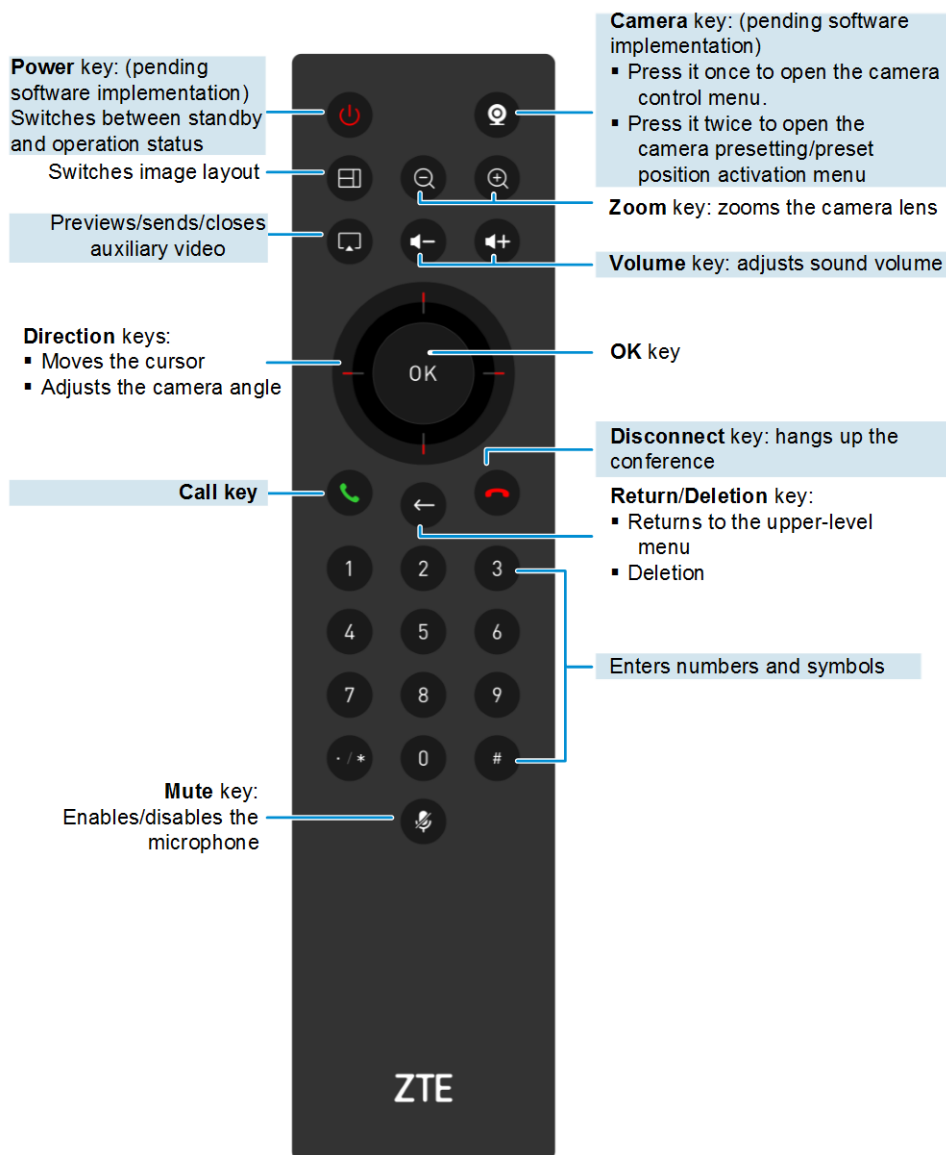 Power key: (pending
software implementation)
Switches between standby
and operation status
Switches image layout
Previews/sends/closes
auxiliary video
Direction keys:
▪ Moves the cursor
▪ Adjusts the camera angle
Call key
Mute key:
Enables/disables the
microphone
OK
1 2 3
4 5 6
7 8 9
· / * 0 #
ZTE
Camera key: (pending software
implementation)
▪ Press it once to open the camera
control menu.
▪ Press it twice to open the
camera presetting/preset
position activation menu
Zoom key: zooms the camera lens
Volume key: adjusts sound volume
OK key
Disconnect key: hangs up the
conference
Return/Deletion key:
▪ Returns to the upper-level
menu
▪ Deletion
Enters numbers and symbols